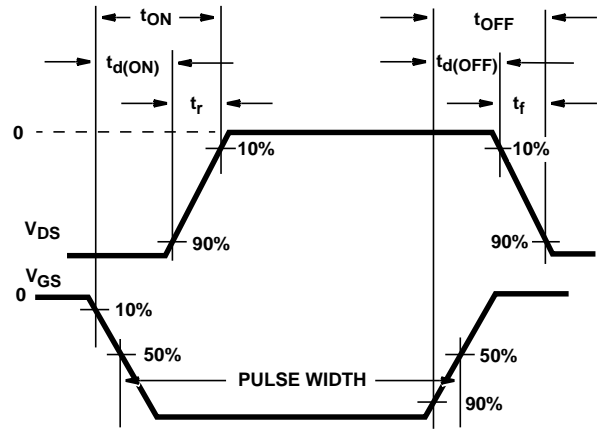 tON tOFF
td(ON) td(OFF)
tr tf
0
10% 10%
VDS
90% 90%
VGS
0
10%
50% 50%
PULSE WIDTH
90%